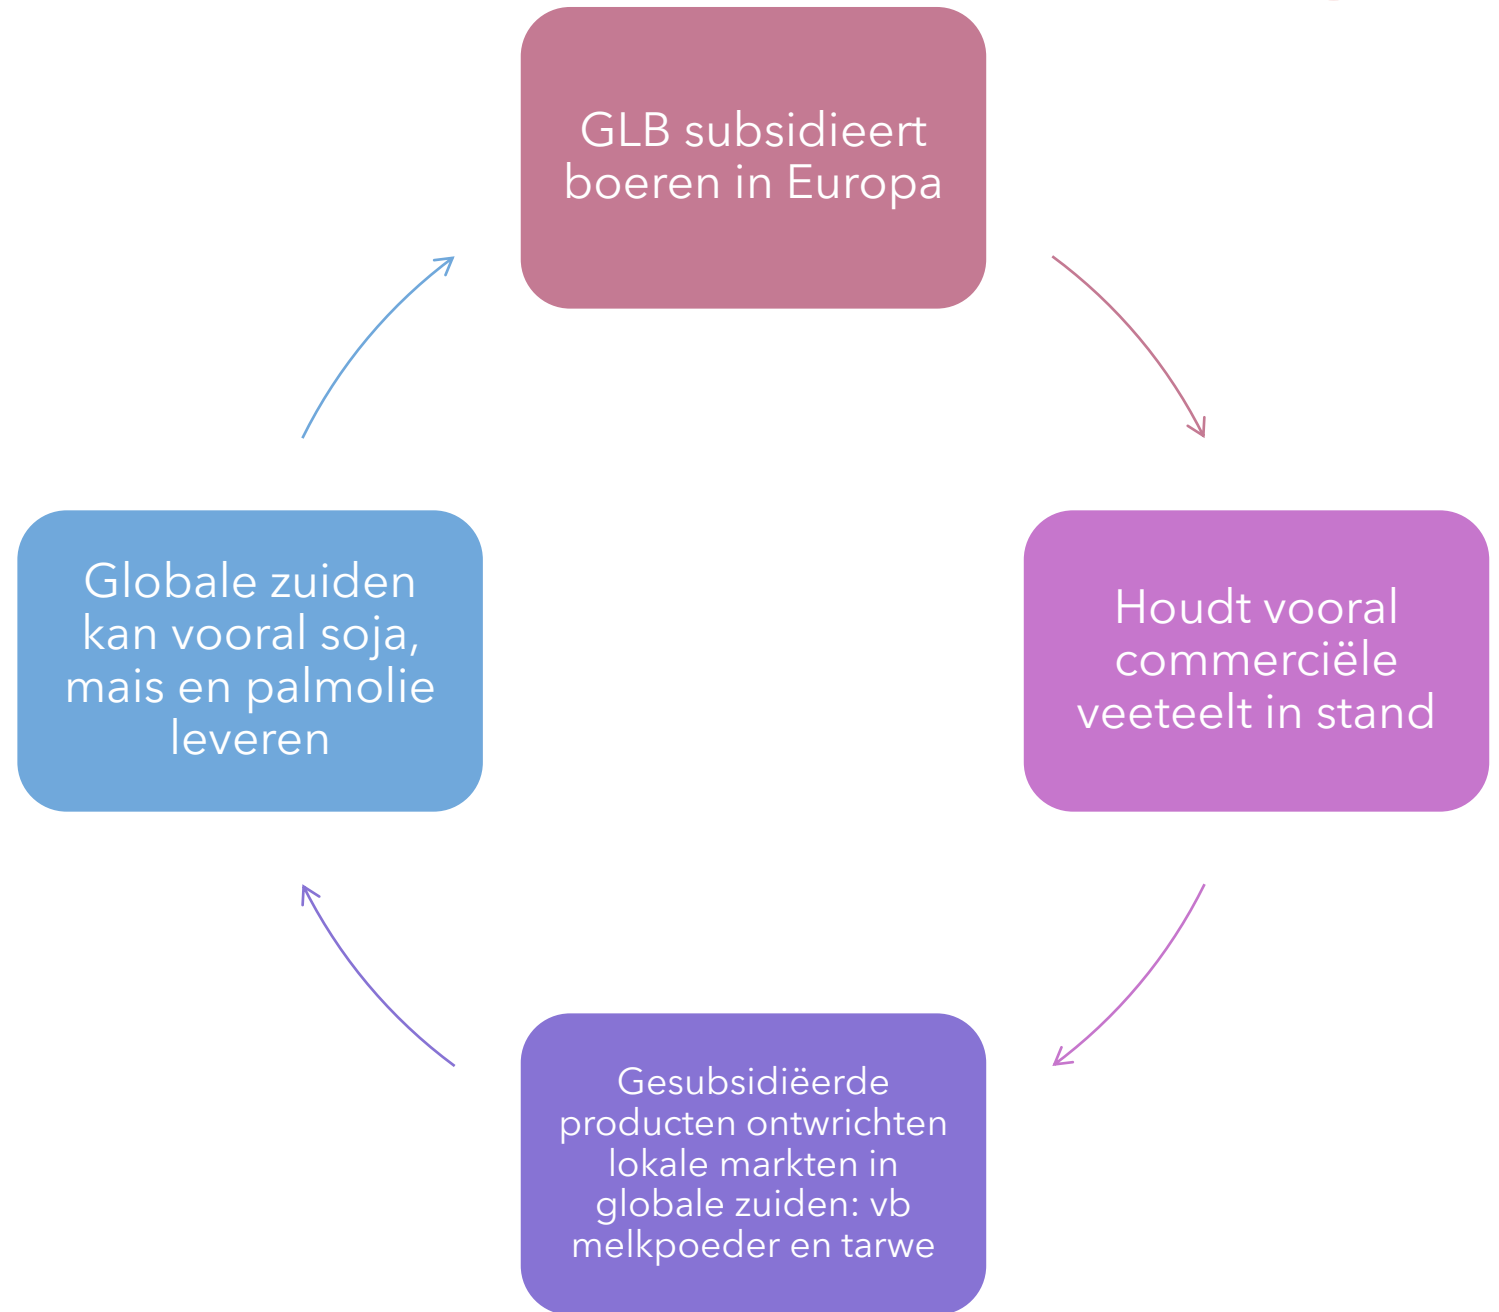 GLB subsidieert
boeren in Europa
Houdt vooral
commerciële
veeteelt in stand
Gesubsidiëerde
producten ontwrichten
lokale markten in
globale zuiden: vb
melkpoeder en tarwe
Globale zuiden
kan vooral soja,
mais en palmolie
leveren